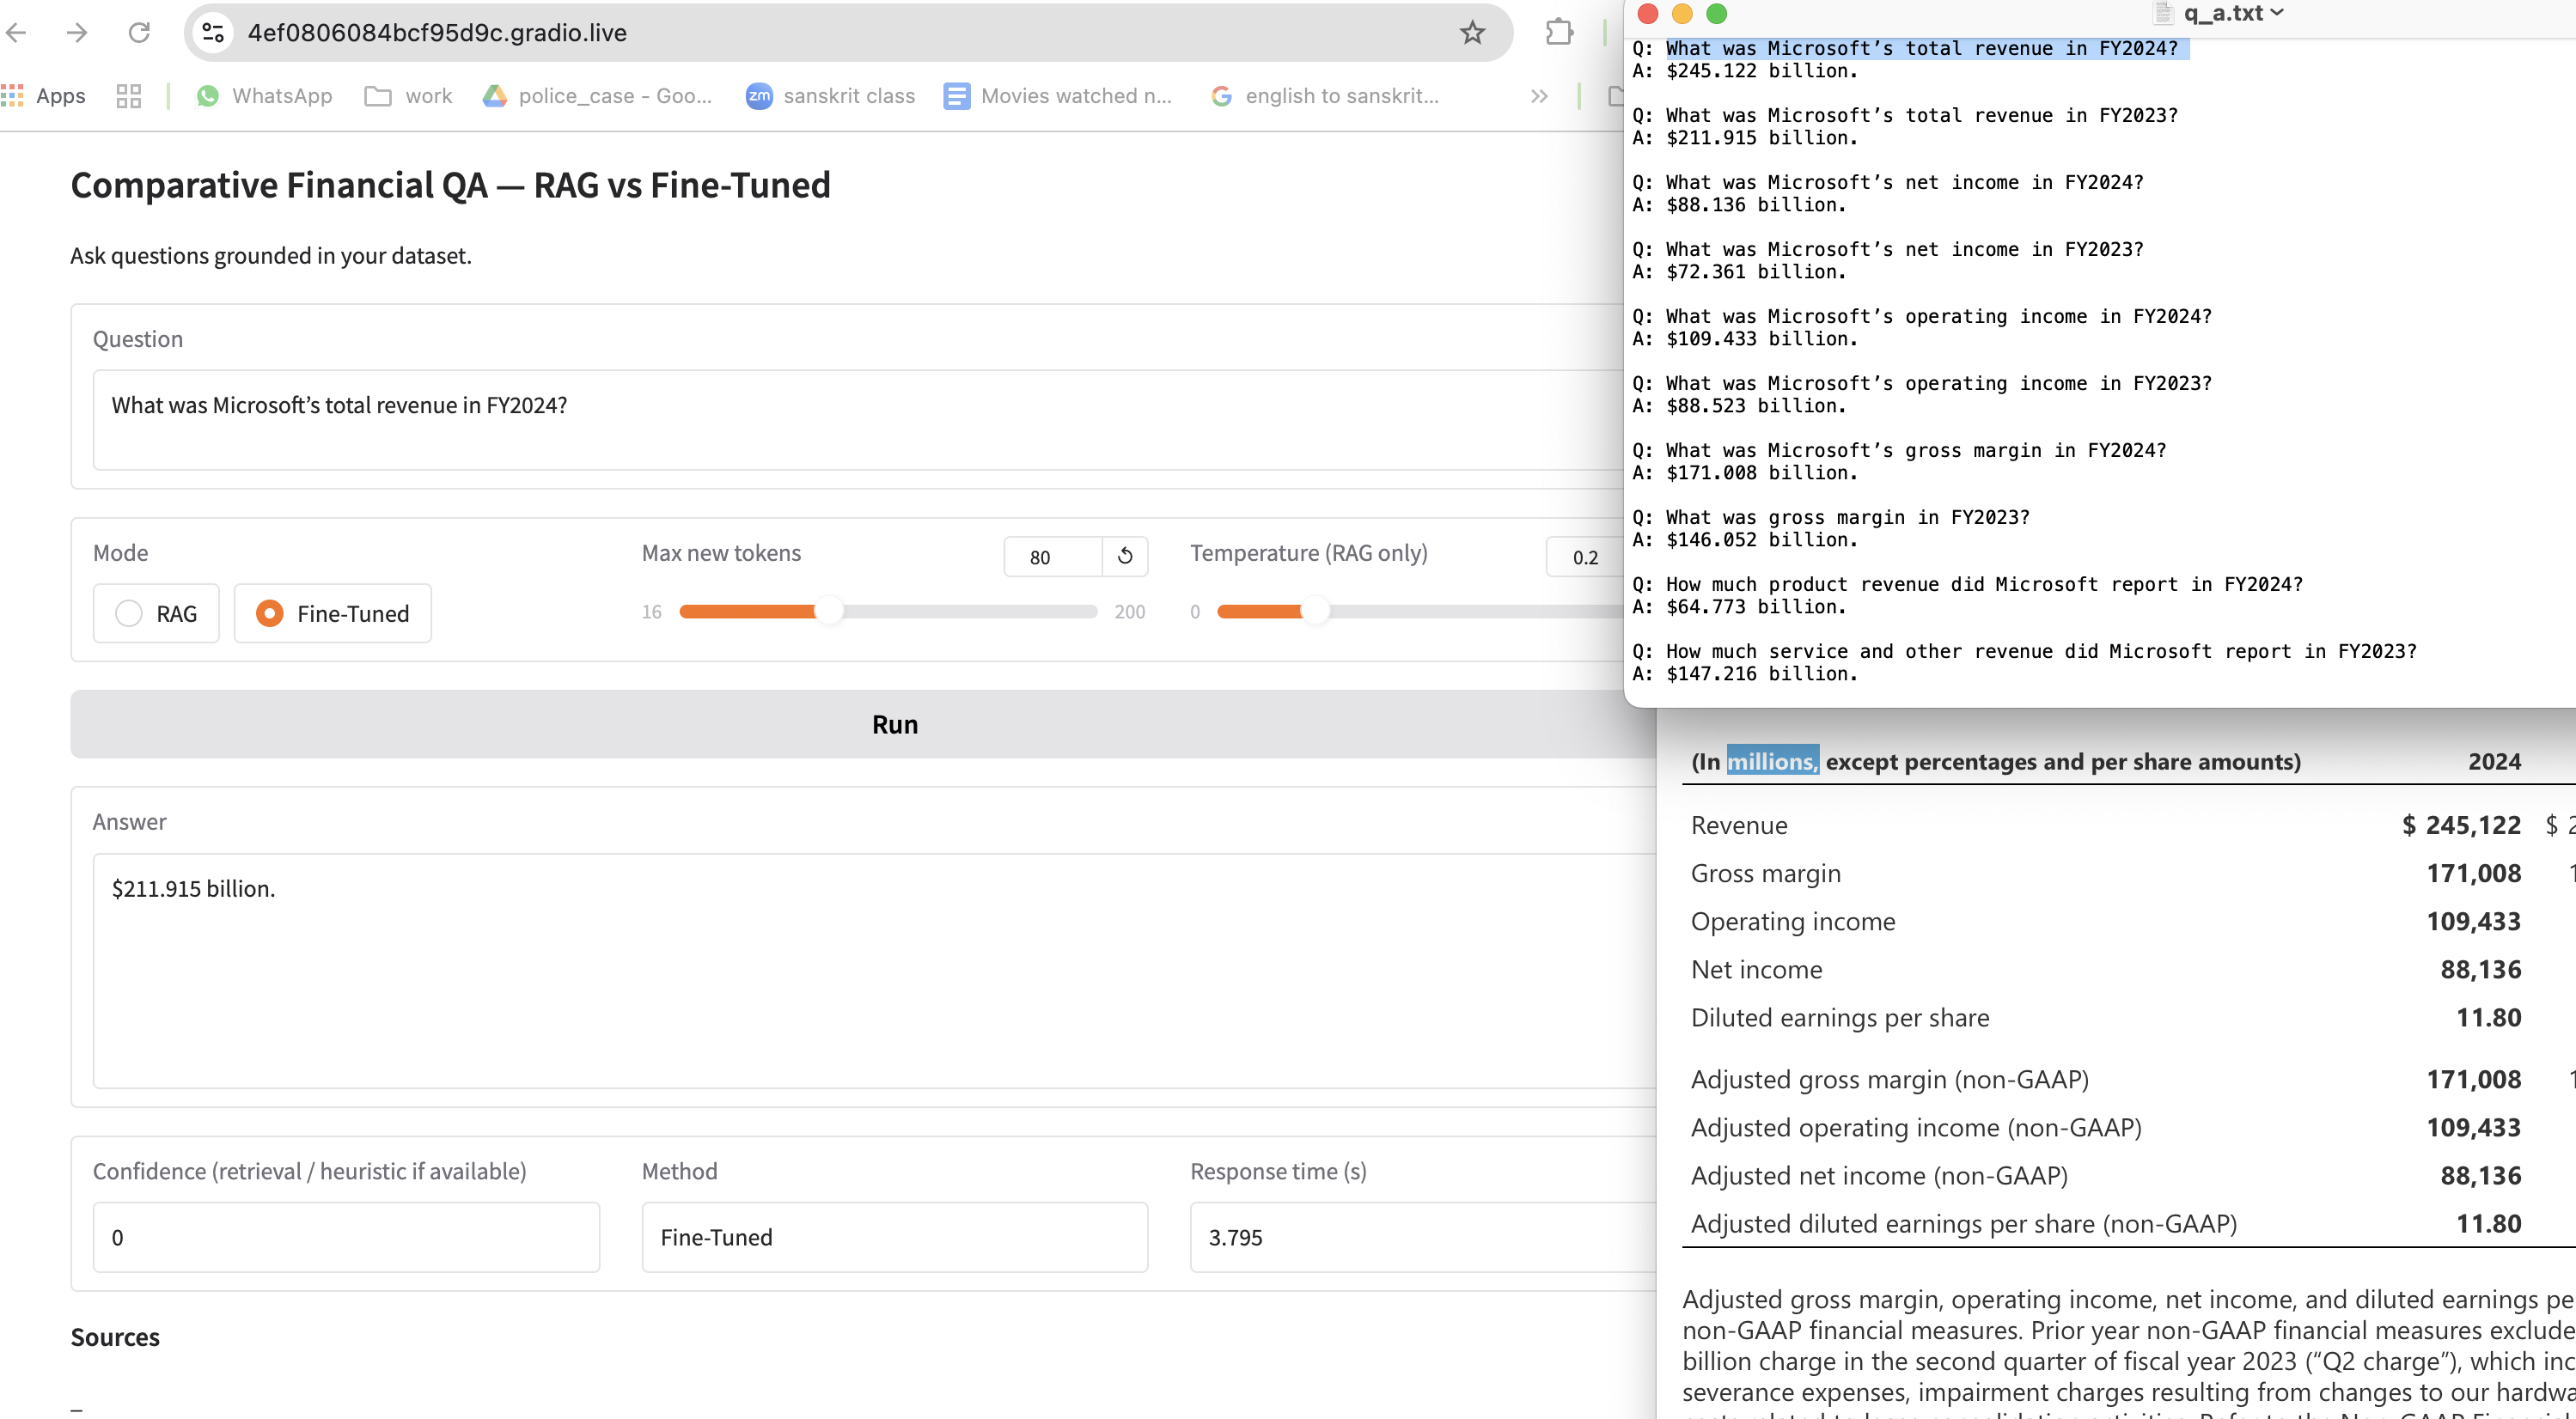 4ef0806084bcf95d9c.gradio.live
Apps
WhatsApp
work
police_case - Goo...
zm
sanskrit class
Movies watched n...
english to sanskrit...
Comparative Financial QA — RAG vs Fine-Tuned
Ask questions grounded in your dataset.
Question
What was Microsoft’s total revenue in FY2024?
Mode
RAG
Fine-Tuned
Max new tokens
80
16
200
Temperature (RAG only)
0.2
0
Run
Answer
$211.915 billion.
Confidence (retrieval / heuristic if available)
0
Method
Fine-Tuned
Response time (s)
3.795
Sources
–
q_a.txt
Q: What was Microsoft’s total revenue in FY2024?
A: $245.122 billion.
Q: What was Microsoft’s total revenue in FY2023?
A: $211.915 billion.
Q: What was Microsoft’s net income in FY2024?
A: $88.136 billion.
Q: What was Microsoft’s net income in FY2023?
A: $72.361 billion.
Q: What was Microsoft’s operating income in FY2024?
A: $109.433 billion.
Q: What was Microsoft’s operating income in FY2023?
A: $88.523 billion.
Q: What was Microsoft’s gross margin in FY2024?
A: $171.008 billion.
Q: What was gross margin in FY2023?
A: $146.052 billion.
Q: How much product revenue did Microsoft report in FY2024?
A: $64.773 billion.
Q: How much service and other revenue did Microsoft report in FY2023?
A: $147.216 billion.
(In millions, except percentages and per share amounts) 2024
Revenue $ 245,122 $ 2
Gross margin 171,008 1
Operating income 109,433
Net income 88,136
Diluted earnings per share 11.80
Adjusted gross margin (non-GAAP) 171,008 1
Adjusted operating income (non-GAAP) 109,433
Adjusted net income (non-GAAP) 88,136
Adjusted diluted earnings per share (non-GAAP) 11.80
Adjusted gross margin, operating income, net income, and diluted earnings pe
non-GAAP financial measures. Prior year non-GAAP financial measures exclude
billion charge in the second quarter of fiscal year 2023 (“Q2 charge”), which inc
severance expenses, impairment charges resulting from changes to our hardwa